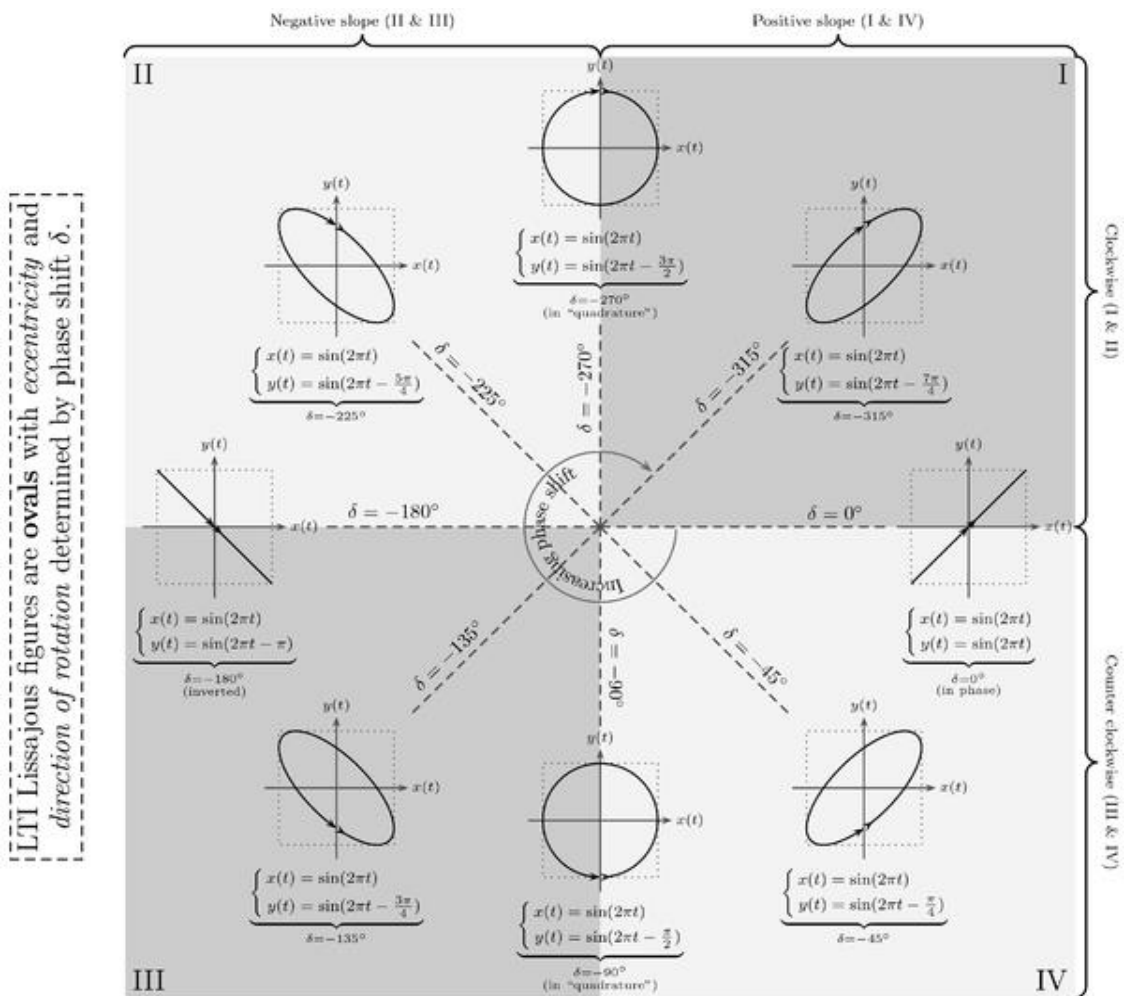 Negative slope (II & III)
Positive slope (I & IV)
II
I
y(t)
x(t)
{ x(t) = sin(2πt)
y(t) = sin(2πt − 3π/2)
δ=−270°
(in "quadrature")
y(t)
x(t)
{ x(t) = sin(2πt)
y(t) = sin(2πt − 5π/4)
δ=−225°
y(t)
x(t)
{ x(t) = sin(2πt)
y(t) = sin(2πt − 7π/4)
δ=−315°
Clockwise (I & II)
LTI Lissajous figures are ovals with eccentricity and
direction of rotation determined by phase shift δ.
δ = −225°
δ = −270°
δ = −315°
y(t)
x(t)
{ x(t) = sin(2πt)
y(t) = sin(2πt − π)
δ=−180°
(inverted)
δ = −180°
Increasing phase shift
δ = 0°
y(t)
x(t)
{ x(t) = sin(2πt)
y(t) = sin(2πt)
δ=0°
(in phase)
δ = −135°
δ = −90°
δ = −45°
Counter clockwise (III & IV)
y(t)
x(t)
{ x(t) = sin(2πt)
y(t) = sin(2πt − 3π/4)
δ=−135°
y(t)
x(t)
{ x(t) = sin(2πt)
y(t) = sin(2πt − π/2)
δ=−90°
(in "quadrature")
y(t)
x(t)
{ x(t) = sin(2πt)
y(t) = sin(2πt − π/4)
δ=−45°
III
IV